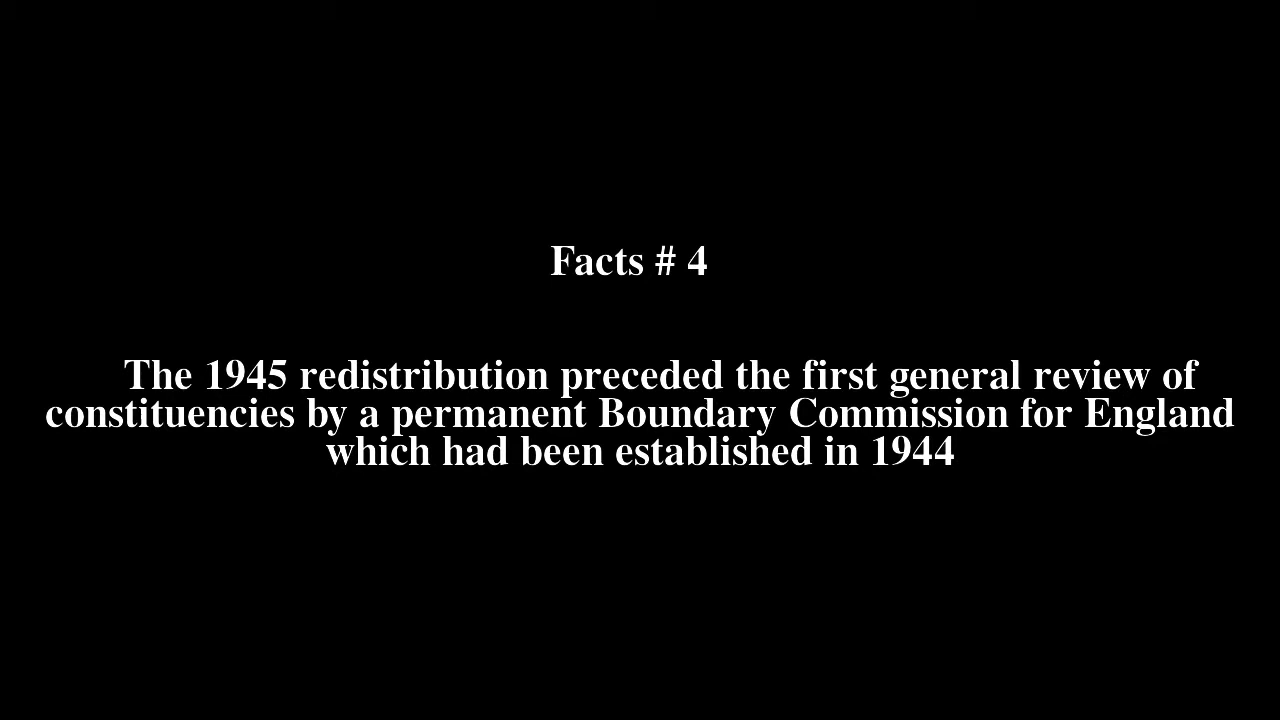 Facts # 4
The 1945 redistribution preceded the first general review of
constituencies by a permanent Boundary Commission for England
which had been established in 1944